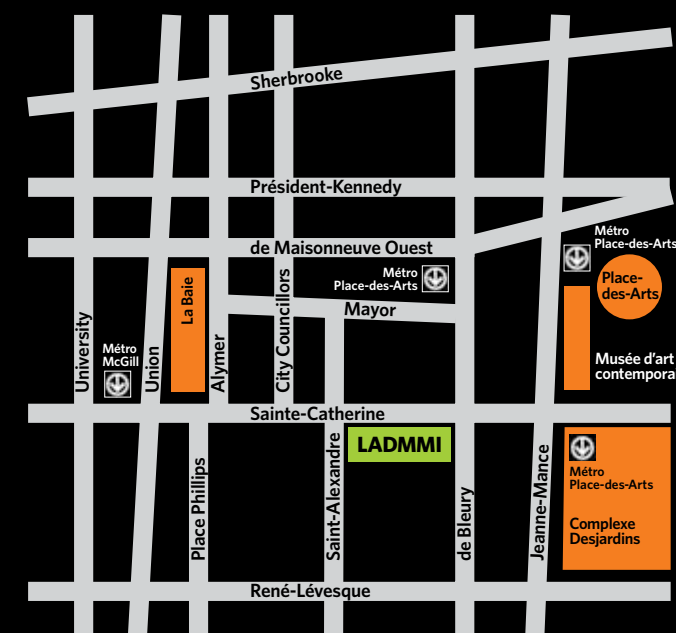 Sherbrooke
Président-Kennedy
de Maisonneuve Ouest
Métro
Place-des-Arts
Métro
Place-des-Arts
Place-
des-Arts
La Baie
City Councillors
Mayor
University
Métro
McGill
Union
Alymer
Musée d'art
contempora
Sainte-Catherine
LADMMI
Place Phillips
Saint-Alexandre
de Bleury
Jeanne-Mance
Métro
Place-des-Arts
Complexe
Desjardins
René-Lévesque